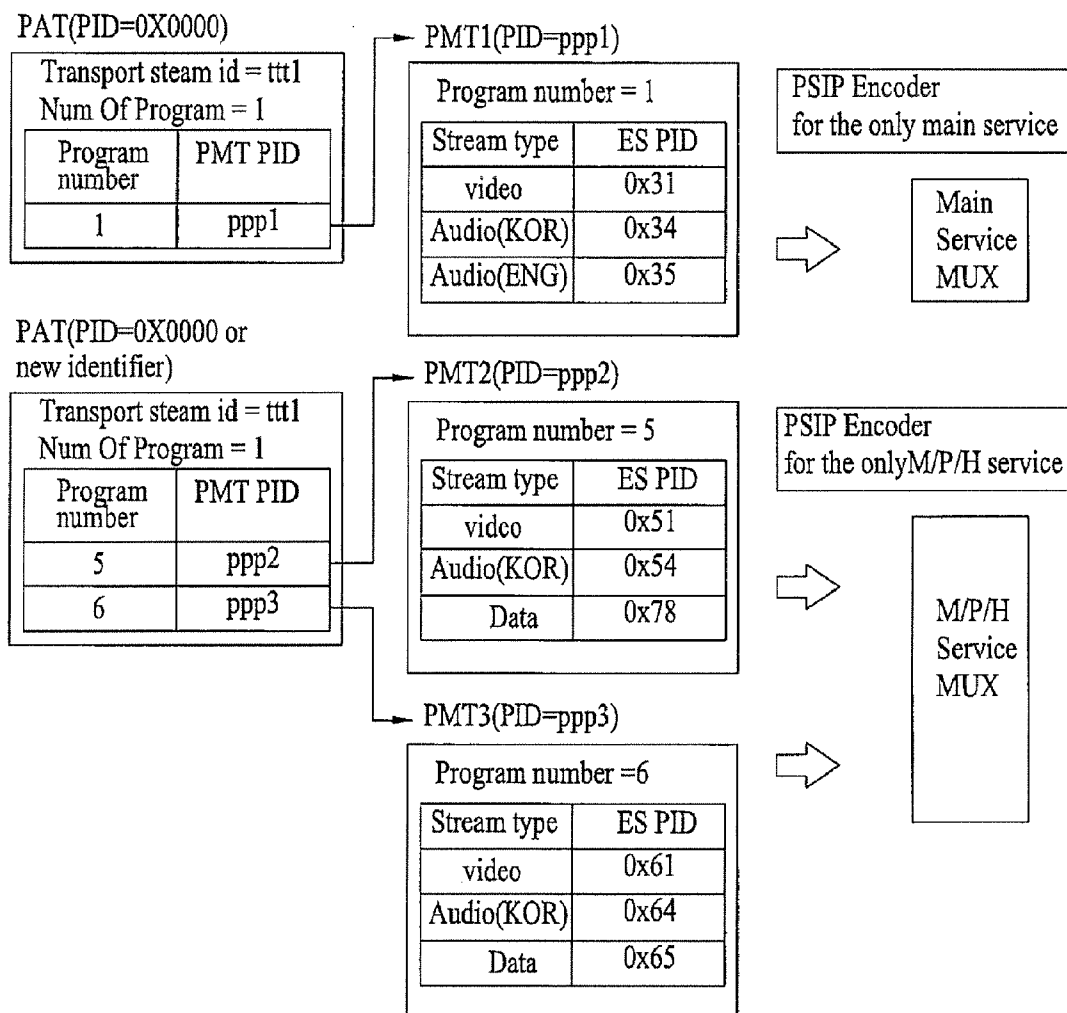 PAT(PID=0X0000)
Transport steam id = ttt1
Num Of Program = 1
Program number
PMT PID
1
ppp1
PMT1(PID=ppp1)
Program number = 1
Stream type
ES PID
video
0x31
Audio(KOR)
0x34
Audio(ENG)
0x35
PSIP Encoder
for the only main service
Main
Service
MUX
PAT(PID=0X0000 or
new identifier)
Transport steam id = ttt1
Num Of Program = 1
Program number
PMT PID
5
ppp2
6
ppp3
PMT2(PID=ppp2)
Program number = 5
Stream type
ES PID
video
0x51
Audio(KOR)
0x54
Data
0x78
PMT3(PID=ppp3)
Program number =6
Stream type
ES PID
video
0x61
Audio(KOR)
0x64
Data
0x65
PSIP Encoder
for the onlyM/P/H service
M/P/H
Service
MUX